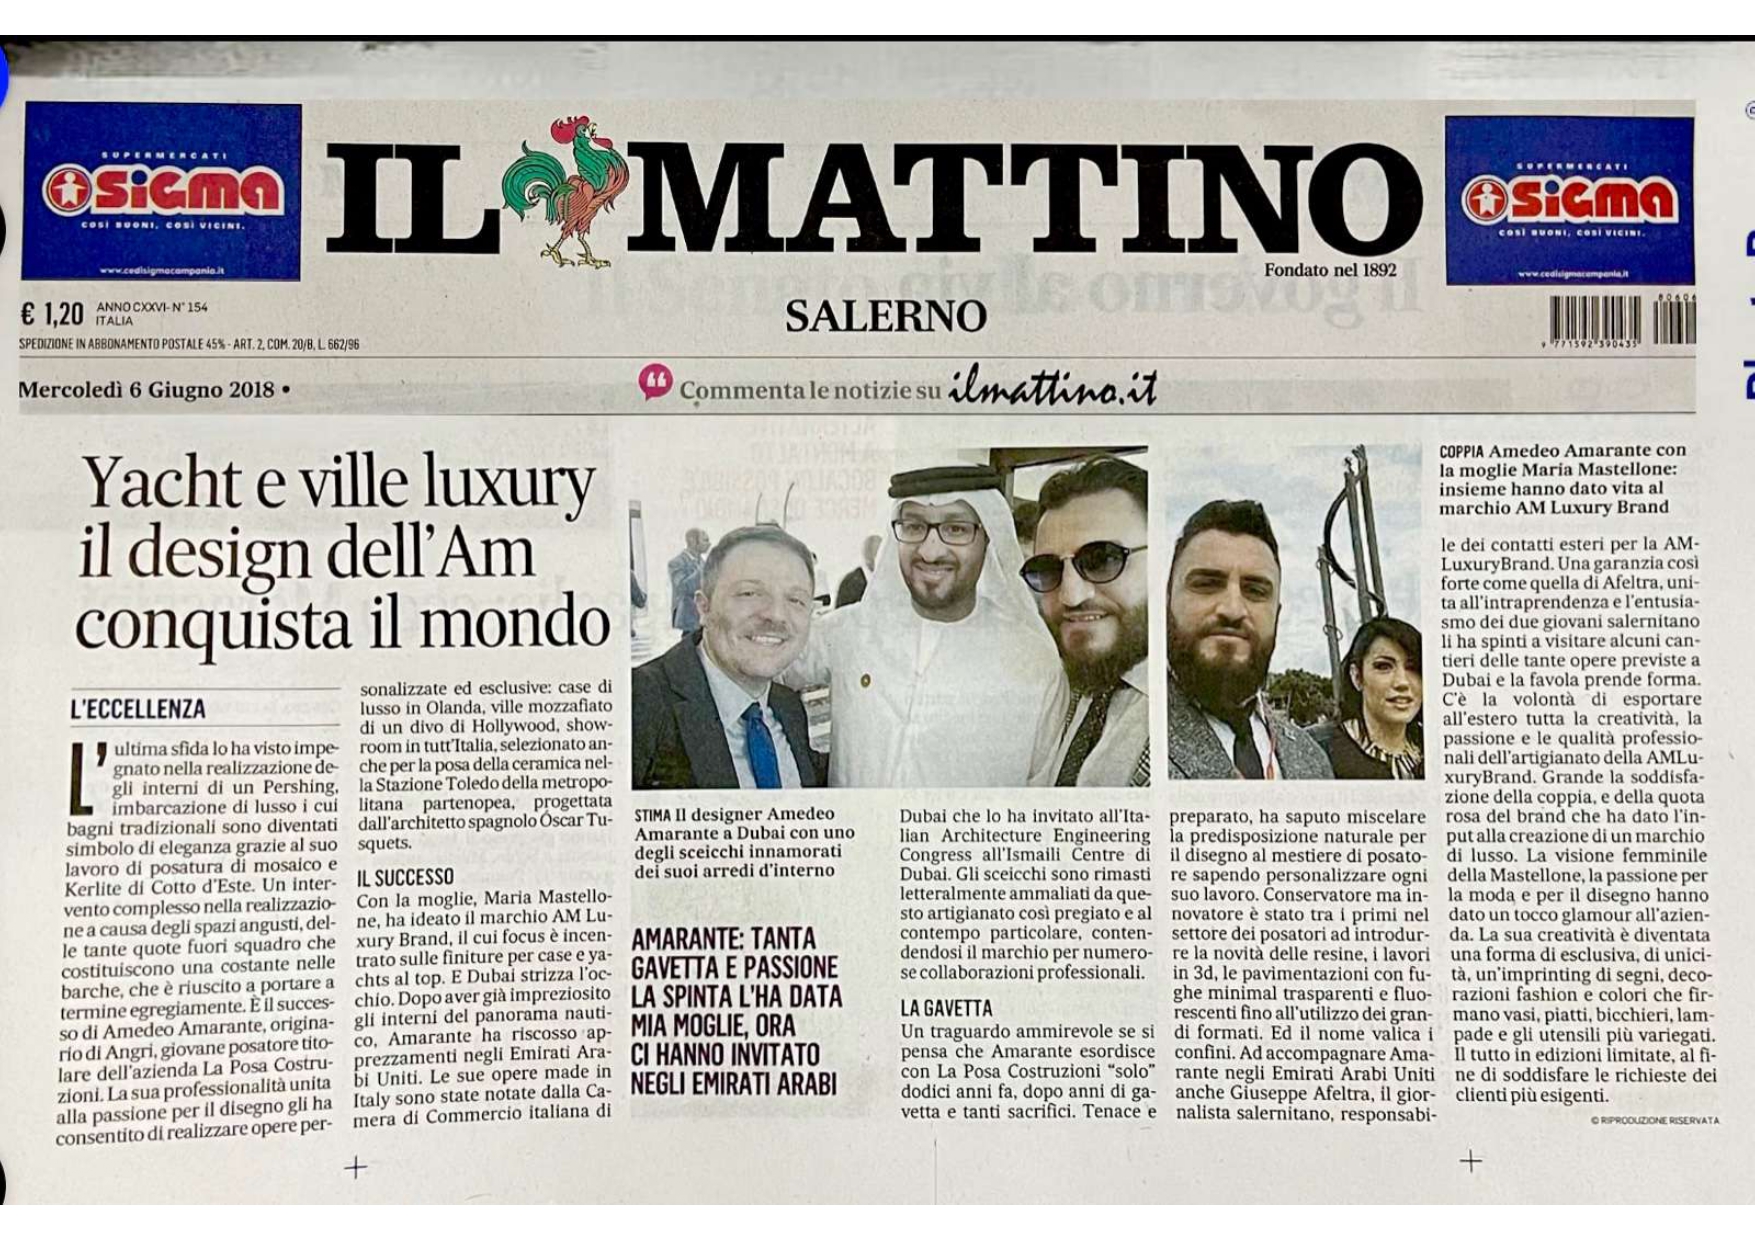 SUPERMERCATI
SIGMA
COSÌ BUONI, COSÌ VICINI.
www.cedisigmacampania.it
IL MATTINO
Fondato nel 1892
SUPERMERCATI
SIGMA
COSÌ BUONI, COSÌ VICINI.
www.cedisigmacampania.it
€ 1,20 ANNO CXXVI- N° 154
ITALIA
SPEDIZIONE IN ABBONAMENTO POSTALE 45% - ART. 2, COM. 20/B, L. 662/96
SALERNO
80606
9 771592 390435
Mercoledì 6 Giugno 2018 •
Commenta le notizie su ilmattino.it
Yacht e ville luxury
il design dell'Am
conquista il mondo
L'ECCELLENZA
L'ultima sfida lo ha visto impe-
gnato nella realizzazione de-
gli interni di un Pershing,
imbarcazione di lusso i cui
bagni tradizionali sono diventati
simbolo di eleganza grazie al suo
lavoro di posatura di mosaico e
Kerlite di Cotto d'Este. Un inter-
vento complesso nella realizzazio-
ne a causa degli spazi angusti, del-
le tante quote fuori squadro che
costituiscono una costante nelle
barche, che è riuscito a portare a
termine egregiamente. È il succes-
so di Amedeo Amarante, origina-
rio di Angri, giovane posatore tito-
lare dell'azienda La Posa Costru-
zioni. La sua professionalità unita
alla passione per il disegno gli ha
consentito di realizzare opere per-
sonalizzate ed esclusive: case di
lusso in Olanda, ville mozzafiato
di un divo di Hollywood, show-
room in tutt'Italia, selezionato an-
che per la posa della ceramica nel-
la Stazione Toledo della metropo-
litana partenopea, progettata
dall'architetto spagnolo Óscar Tu-
squets.
IL SUCCESSO
Con la moglie, Maria Mastello-
ne, ha ideato il marchio AM Lu-
xury Brand, il cui focus è incen-
trato sulle finiture per case e ya-
chts al top. E Dubai strizza l'oc-
chio. Dopo aver già impreziosito
gli interni del panorama nauti-
co, Amarante ha riscosso ap-
prezzamenti negli Emirati Ara-
bi Uniti. Le sue opere made in
Italy sono state notate dalla Ca-
mera di Commercio italiana di
STIMA Il designer Amedeo
Amarante a Dubai con uno
degli sceicchi innamorati
dei suoi arredi d'interno
AMARANTE: TANTA
GAVETTA E PASSIONE
LA SPINTA L'HA DATA
MIA MOGLIE, ORA
CI HANNO INVITATO
NEGLI EMIRATI ARABI
Dubai che lo ha invitato all'Ita-
lian Architecture Engineering
Congress all'Ismaili Centre di
Dubai. Gli sceicchi sono rimasti
letteralmente ammaliati da que-
sto artigianato così pregiato e al
contempo particolare, conten-
dendosi il marchio per numero-
se collaborazioni professionali.
LA GAVETTA
Un traguardo ammirevole se si
pensa che Amarante esordisce
con La Posa Costruzioni “solo”
dodici anni fa, dopo anni di ga-
vetta e tanti sacrifici. Tenace e
preparato, ha saputo miscelare
la predisposizione naturale per
il disegno al mestiere di posato-
re sapendo personalizzare ogni
suo lavoro. Conservatore ma in-
novatore è stato tra i primi nel
settore dei posatori ad introdur-
re la novità delle resine, i lavori
in 3d, le pavimentazioni con fu-
ghe minimal trasparenti e fluo-
rescenti fino all'utilizzo dei gran-
di formati. Ed il nome valica i
confini. Ad accompagnare Ama-
rante negli Emirati Arabi Uniti
anche Giuseppe Afeltra, il gior-
nalista salernitano, responsabi-
COPPIA Amedeo Amarante con
la moglie Maria Mastellone:
insieme hanno dato vita al
marchio AM Luxury Brand
le dei contatti esteri per la AM-
LuxuryBrand. Una garanzia così
forte come quella di Afeltra, uni-
ta all'intraprendenza e l'entusia-
smo dei due giovani salernitano
li ha spinti a visitare alcuni can-
tieri delle tante opere previste a
Dubai e la favola prende forma.
C'è la volontà di esportare
all'estero tutta la creatività, la
passione e le qualità professio-
nali dell'artigianato della AMLu-
xuryBrand. Grande la soddisfa-
zione della coppia, e della quota
rosa del brand che ha dato l'in-
put alla creazione di un marchio
di lusso. La visione femminile
della Mastellone, la passione per
la moda e per il disegno hanno
dato un tocco glamour all'azien-
da. La sua creatività è diventata
una forma di esclusiva, di unici-
tà, un'imprinting di segni, deco-
razioni fashion e colori che fir-
mano vasi, piatti, bicchieri, lam-
pade e gli utensili più variegati.
Il tutto in edizioni limitate, al fi-
ne di soddisfare le richieste dei
clienti più esigenti.
© RIPRODUZIONE RISERVATA